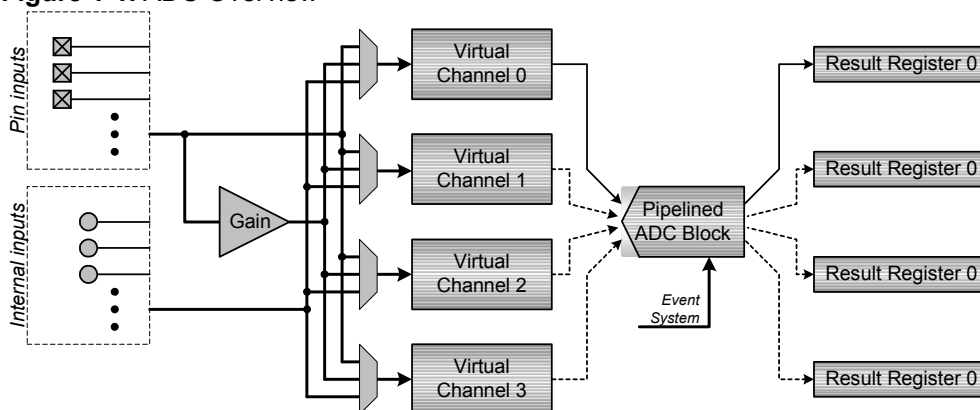 Pin inputs
Internal inputs
Gain
Virtual
Channel 0
Virtual
Channel 1
Virtual
Channel 2
Virtual
Channel 3
Pipelined
ADC Block
Event
System
Result Register 0
Result Register 0
Result Register 0
Result Register 0